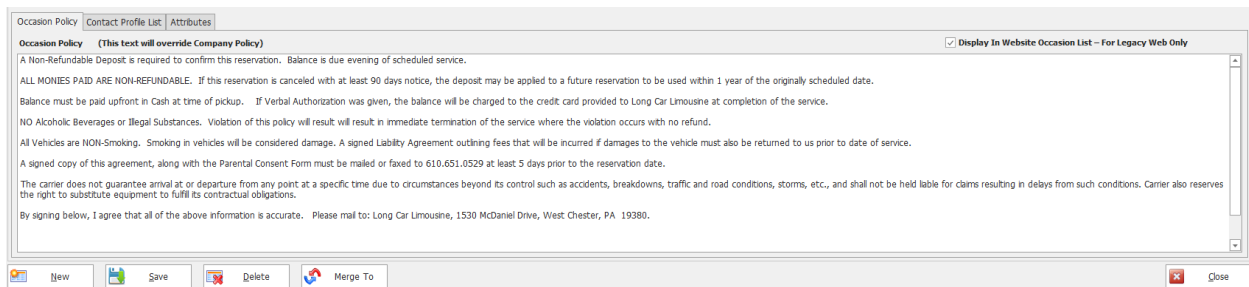 Occasion Policy Contact Profile List Attributes
Occasion Policy (This text will override Company Policy) Display In Website Occasion List – For Legacy Web Only
A Non-Refundable Deposit is required to confirm this reservation. Balance is due evening of scheduled service.
ALL MONIES PAID ARE NON-REFUNDABLE. If this reservation is canceled with at least 90 days notice, the deposit may be applied to a future reservation to be used within 1 year of the originally scheduled date.
Balance must be paid upfront in Cash at time of pickup. If Verbal Authorization was given, the balance will be charged to the credit card provided to Long Car Limousine at completion of the service.
NO Alcoholic Beverages or Illegal Substances. Violation of this policy will result will result in immediate termination of the service where the violation occurs with no refund.
All Vehicles are NON-Smoking. Smoking in vehicles will be considered damage. A signed Liability Agreement outlining fees that will be incurred if damages to the vehicle must also be returned to us prior to date of service.
A signed copy of this agreement, along with the Parental Consent Form must be mailed or faxed to 610.651.0529 at least 5 days prior to the reservation date.
The carrier does not guarantee arrival at or departure from any point at a specific time due to circumstances beyond its control such as accidents, breakdowns, traffic and road conditions, storms, etc., and shall not be held liable for claims resulting in delays from such conditions. Carrier also reserves
the right to substitute equipment to fulfill its contractual obligations.
By signing below, I agree that all of the above information is accurate. Please mail to: Long Car Limousine, 1530 McDaniel Drive, West Chester, PA 19380.
New Save Delete Merge To Close